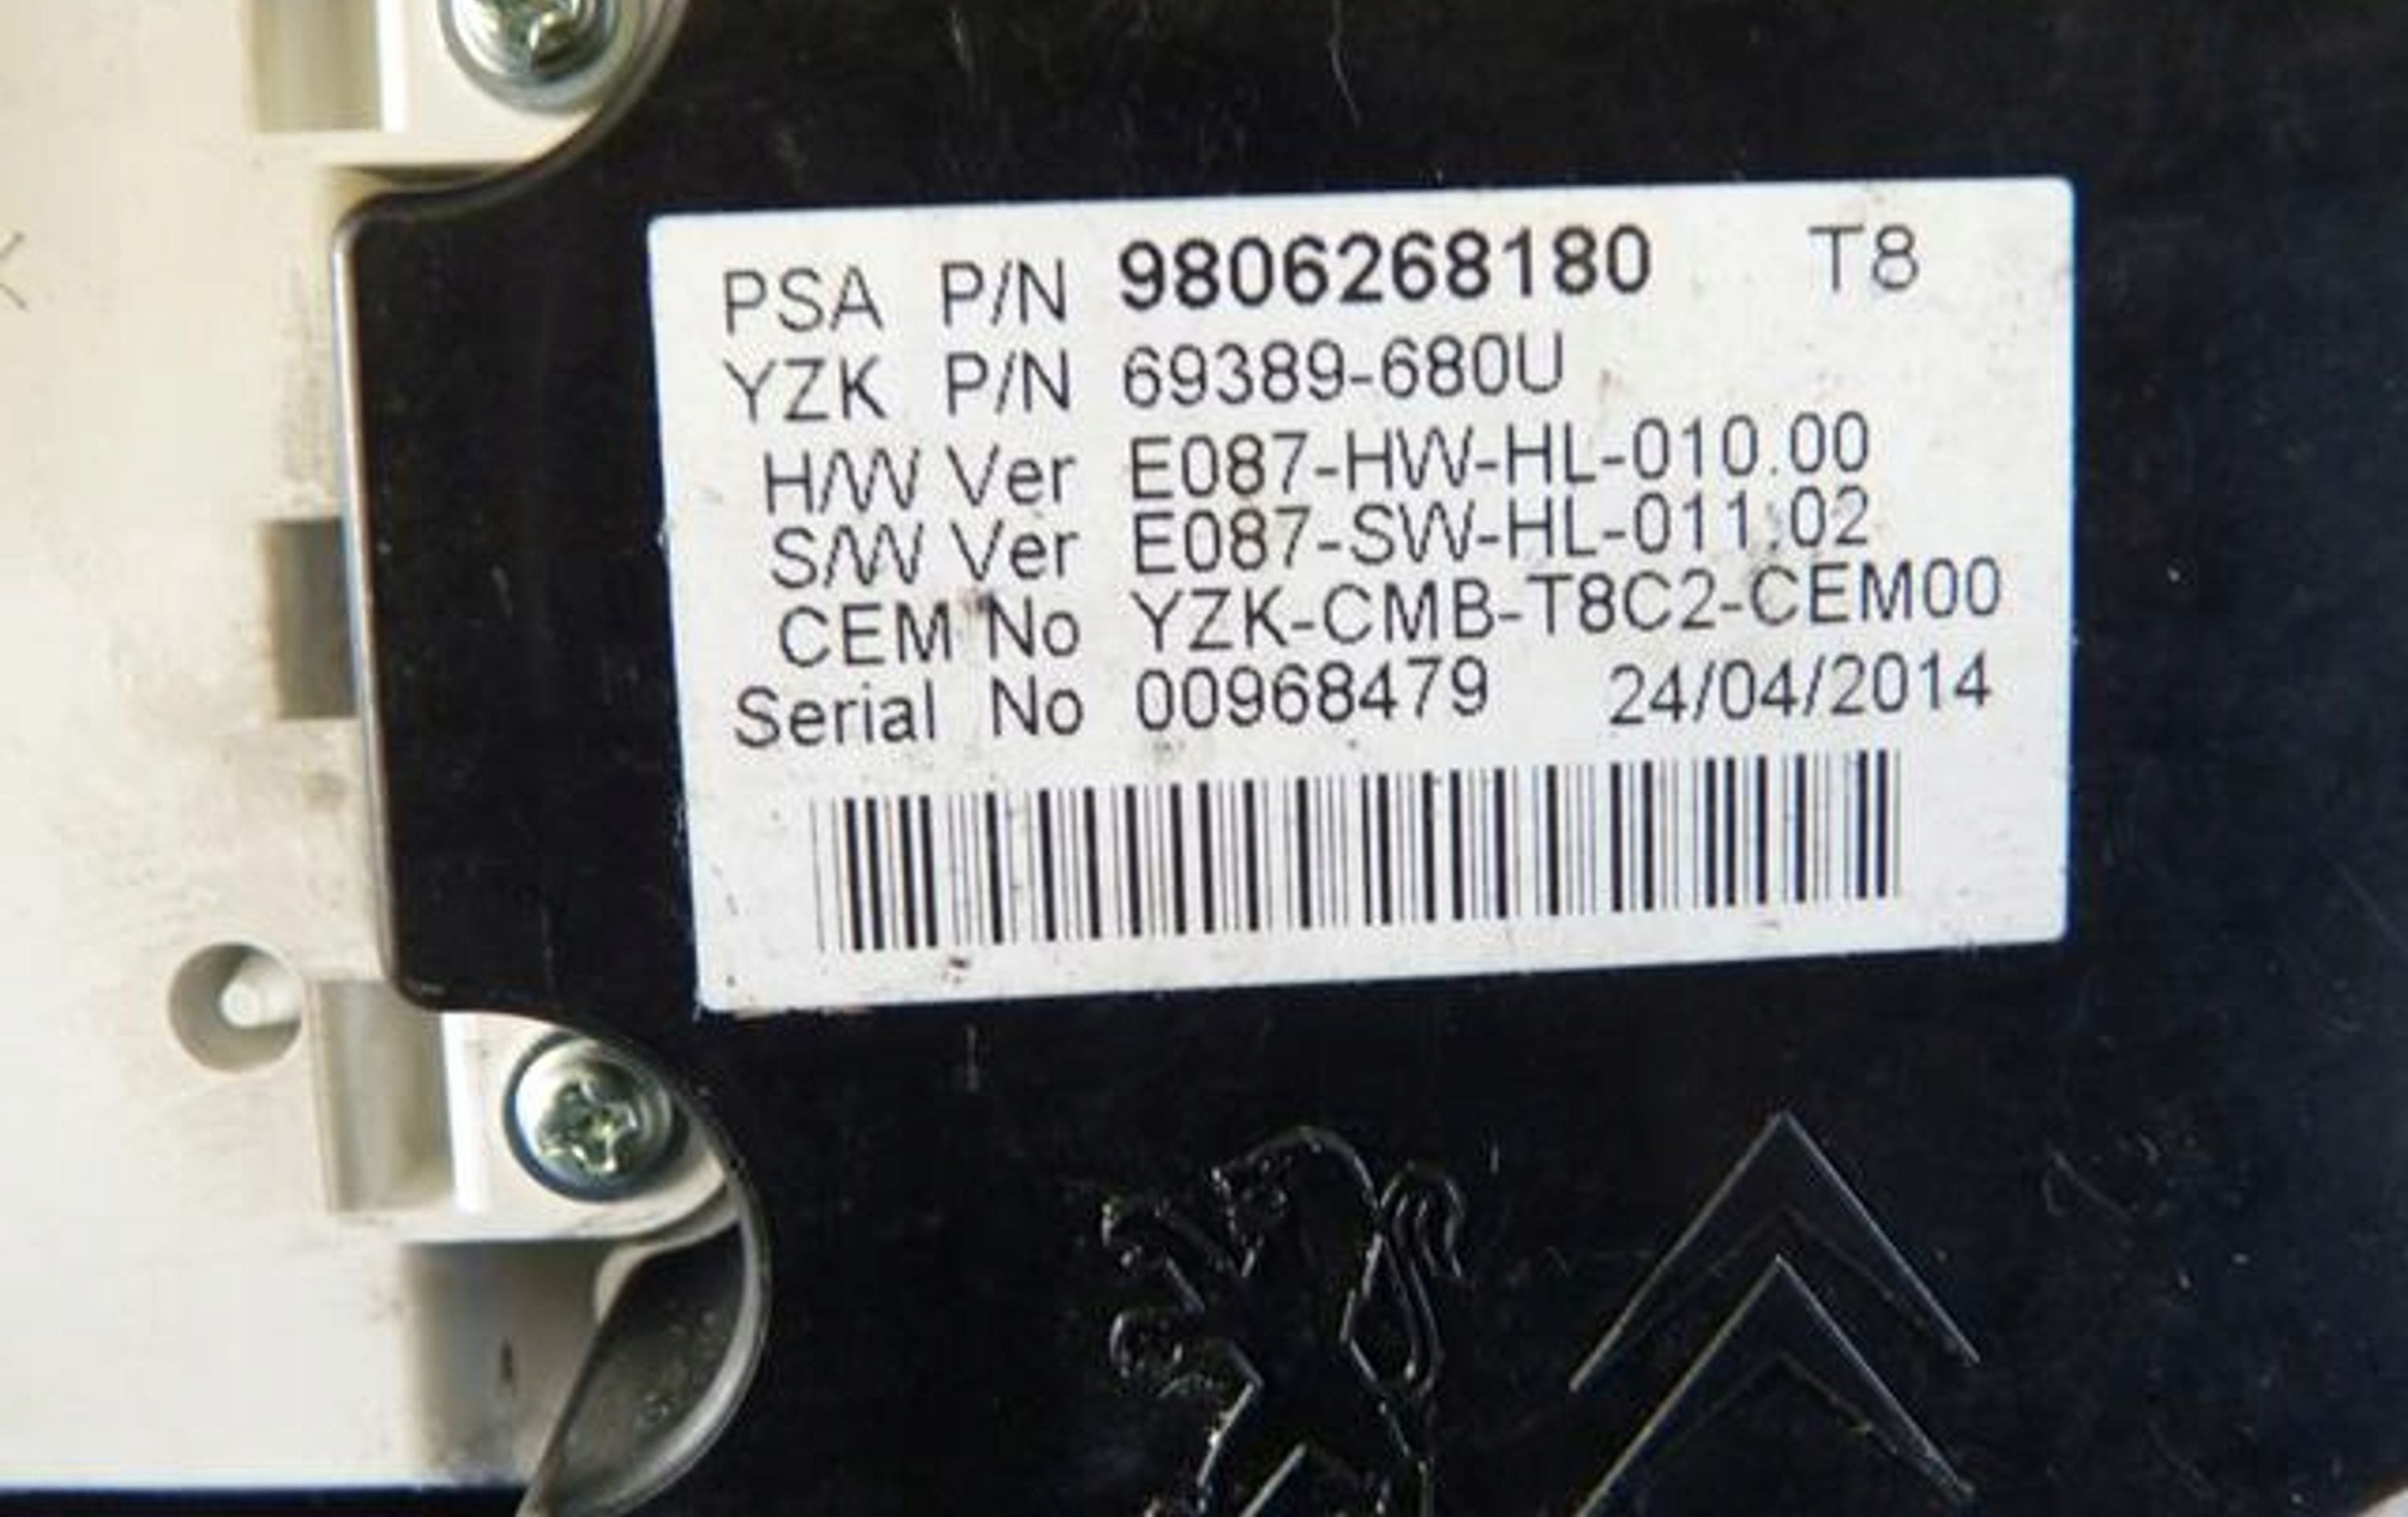 PSA P/N 9806268180 T8
YZK P/N 69389-680U
H/W Ver E087-HW-HL-010.00
S/W Ver E087-SW-HL-011.02
CEM No YZK-CMB-T8C2-CEM00
Serial No 00968479 24/04/2014